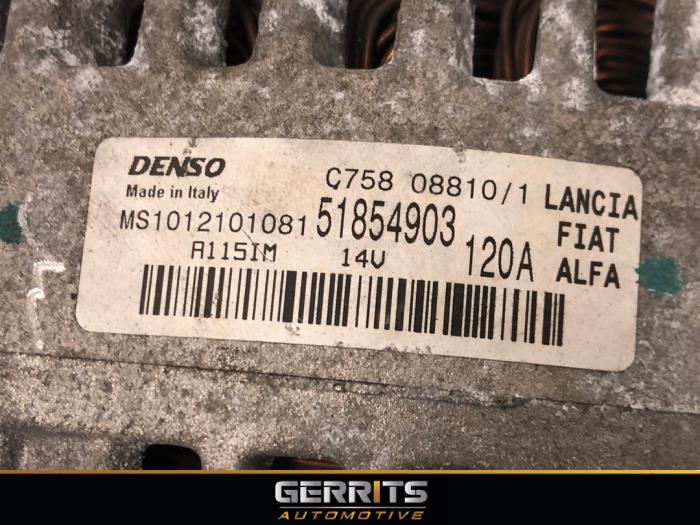 DENSO C758 08810/1 LANCIA
Made in Italy
MS1012101081 51854903 FIAT
A115IM 14V 120A ALFA
GERRITS
AUTOMOTIVE